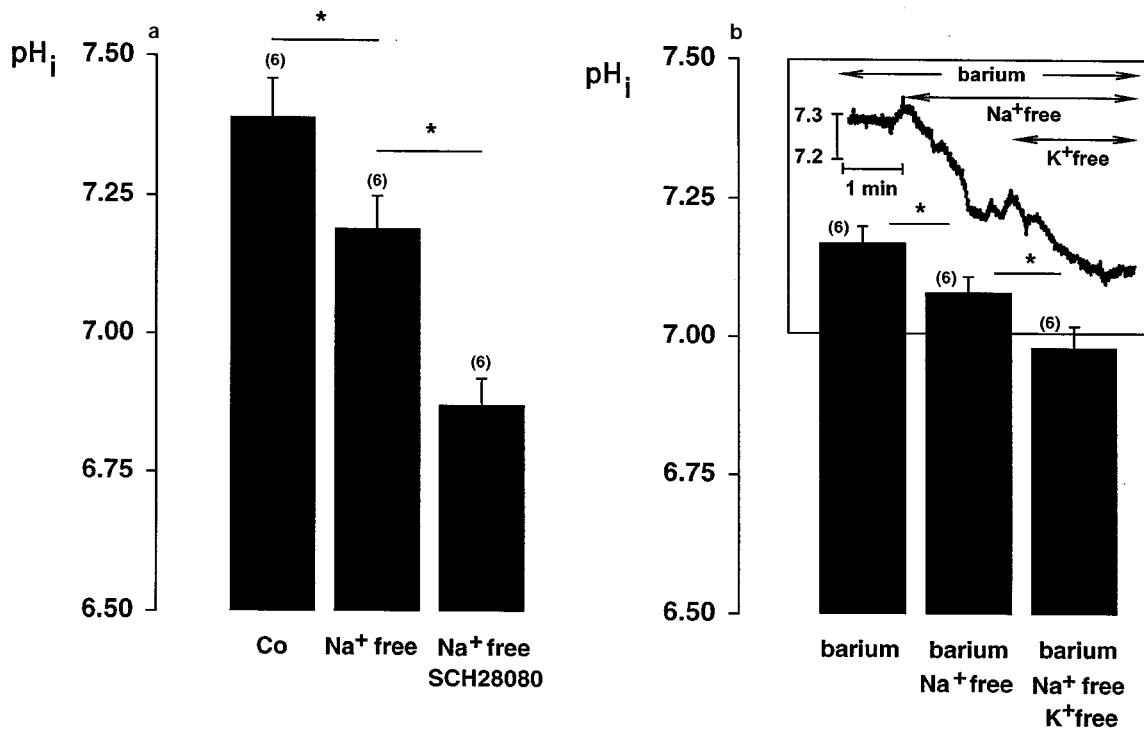 a
pHi
7.50
7.25
7.00
6.75
6.50
*
*
(6)
(6)
(6)
Co
Na+ free
Na+ free
SCH28080
b
pHi
7.50
7.25
7.00
6.75
6.50
barium
Na+free
K+free
7.3
7.2
1 min
*
*
(6)
(6)
(6)
barium
barium
Na+free
barium
Na+ free
K+free